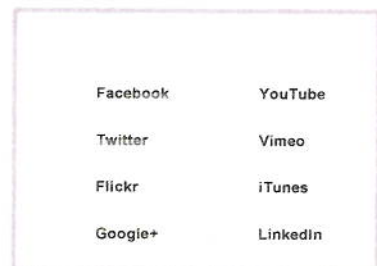 Facebook YouTube
Twitter Vimeo
Flickr iTunes
Google+ LinkedIn